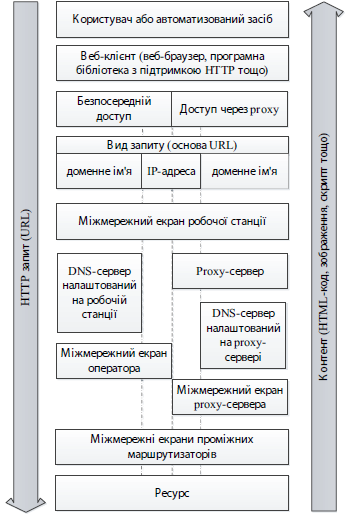 Користувач або автоматизований засіб
Веб-клієнт (веб-браузер, програмна
бібліотека з підтримкою HTTP тощо)
Безпосередній
доступ
Доступ через proxy
Вид запиту (основа URL)
доменне ім'я
IP-адреса
доменне ім'я
Міжмережний екран робочої станції
DNS-сервер
налаштований
на робочій
станції
Proxy-сервер
DNS-сервер
налаштований
на proxy-
сервері
Міжмережний екран
оператора
Міжмережний екран
proxy-сервера
Міжмережні екрани проміжних
маршрутизаторів
Ресурс
HTTP запит (URL)
Контент (HTML-код, зображення, скрипт тощо)